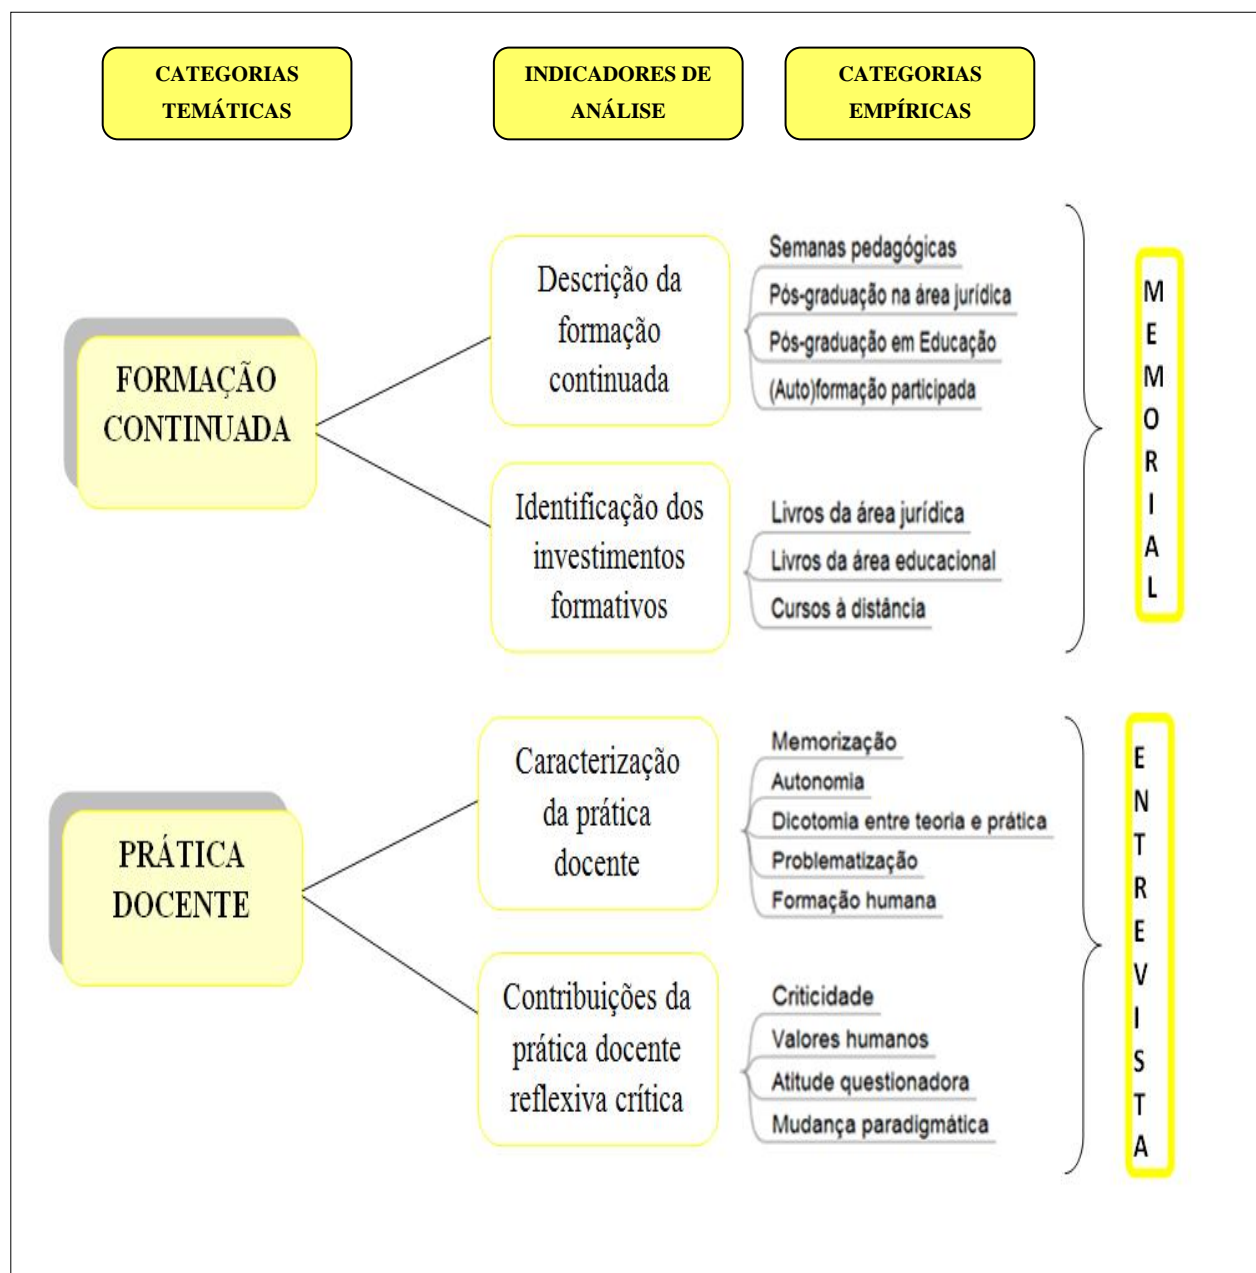 CATEGORIAS
TEMÁTICAS
INDICADORES DE
ANÁLISE
CATEGORIAS
EMPÍRICAS
FORMAÇÃO
CONTINUADA
Descrição da
formação
continuada
Semanas pedagógicas
Pós-graduação na área jurídica
Pós-graduação em Educação
(Auto)formação participada
Identificação dos
investimentos
formativos
Livros da área jurídica
Livros da área educacional
Cursos à distância
MEMORIAL
PRÁTICA
DOCENTE
Caracterização
da prática
docente
Memorização
Autonomia
Dicotomia entre teoria e prática
Problematização
Formação humana
Contribuições da
prática docente
reflexiva crítica
Criticidade
Valores humanos
Atitude questionadora
Mudança paradigmática
ENTREVISTA